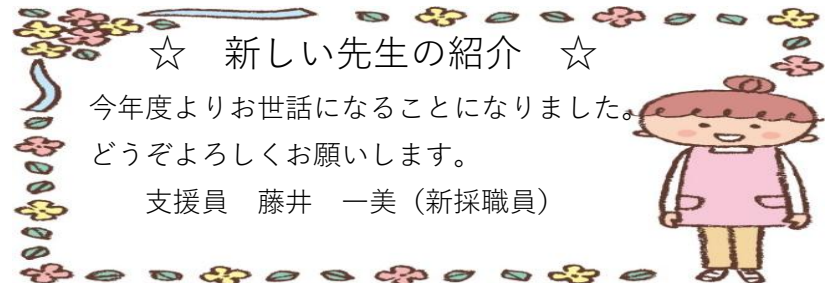 ☆　新しい先生の紹介　☆
今年度よりお世話になることになりました。
どうぞよろしくお願いします。
支援員　藤井　一美（新採職員）